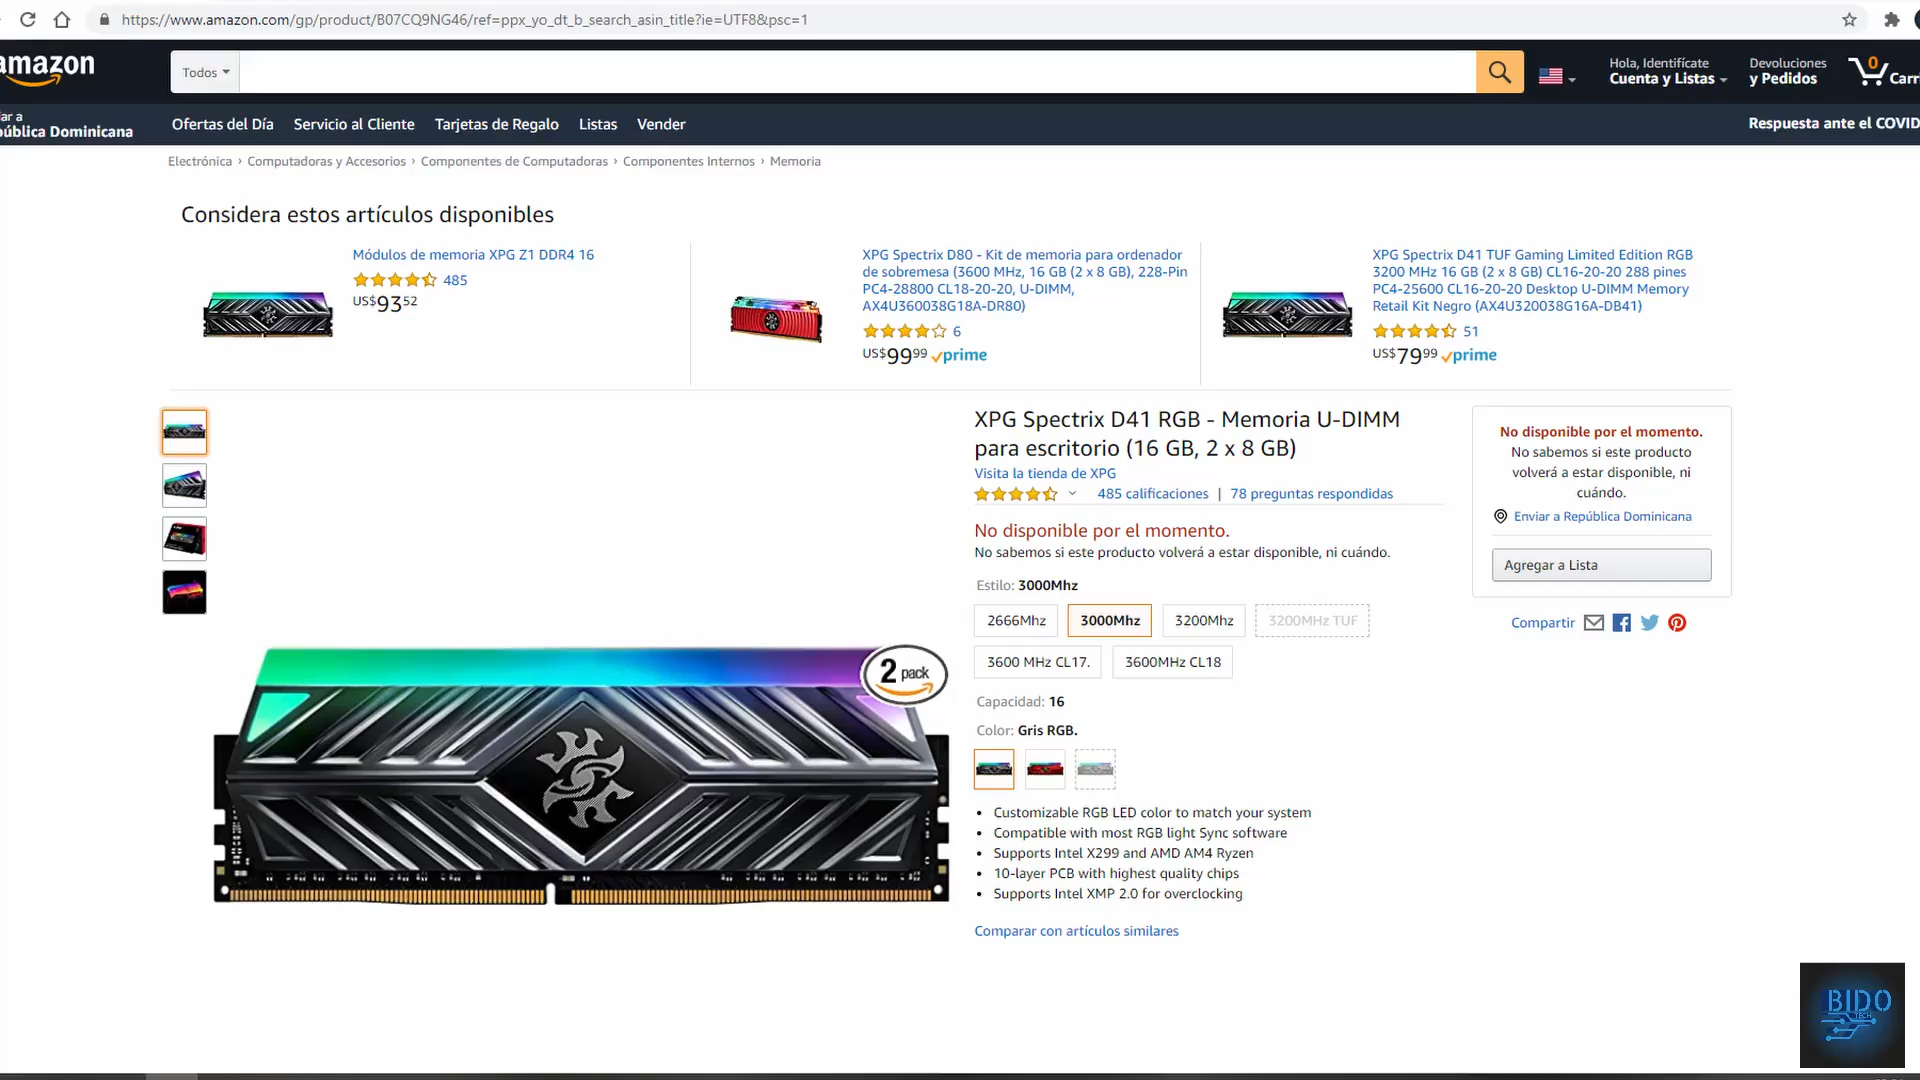 https://www.amazon.com/gp/product/B07CQ9NG46/ref=ppx_yo_dt_b_search_asin_title?ie=UTF8&psc=1
amazon
Todos
Hola, Identifícate
Cuenta y Listas
Devoluciones
y Pedidos
0
Carri
ar a
pública Dominicana
Ofertas del Día
Servicio al Cliente
Tarjetas de Regalo
Listas
Vender
Respuesta ante el COVID
Electrónica › Computadoras y Accesorios › Componentes de Computadoras › Componentes Internos › Memoria
Considera estos artículos disponibles
Módulos de memoria XPG Z1 DDR4 16
485
US$93 52
XPG Spectrix D80 - Kit de memoria para ordenador
de sobremesa (3600 MHz, 16 GB (2 x 8 GB), 228-Pin
PC4-28800 CL18-20-20, U-DIMM,
AX4U360038G18A-DR80)
6
US$99 99 prime
XPG Spectrix D41 TUF Gaming Limited Edition RGB
3200 MHz 16 GB (2 x 8 GB) CL16-20-20 288 pines
PC4-25600 CL16-20-20 Desktop U-DIMM Memory
Retail Kit Negro (AX4U320038G16A-DB41)
51
US$79 99 prime
2 pack
XPG Spectrix D41 RGB - Memoria U-DIMM
para escritorio (16 GB, 2 x 8 GB)
Visita la tienda de XPG
485 calificaciones | 78 preguntas respondidas
No disponible por el momento.
No sabemos si este producto volverá a estar disponible, ni cuándo.
Estilo: 3000Mhz
2666Mhz
3000Mhz
3200Mhz
3200MHz TUF
3600 MHz CL17.
3600MHz CL18
Capacidad: 16
Color: Gris RGB.
• Customizable RGB LED color to match your system
• Compatible with most RGB light Sync software
• Supports Intel X299 and AMD AM4 Ryzen
• 10-layer PCB with highest quality chips
• Supports Intel XMP 2.0 for overclocking
Comparar con artículos similares
No disponible por el momento.
No sabemos si este producto
volverá a estar disponible, ni
cuándo.
Enviar a República Dominicana
Agregar a Lista
Compartir
BIDO
TECH